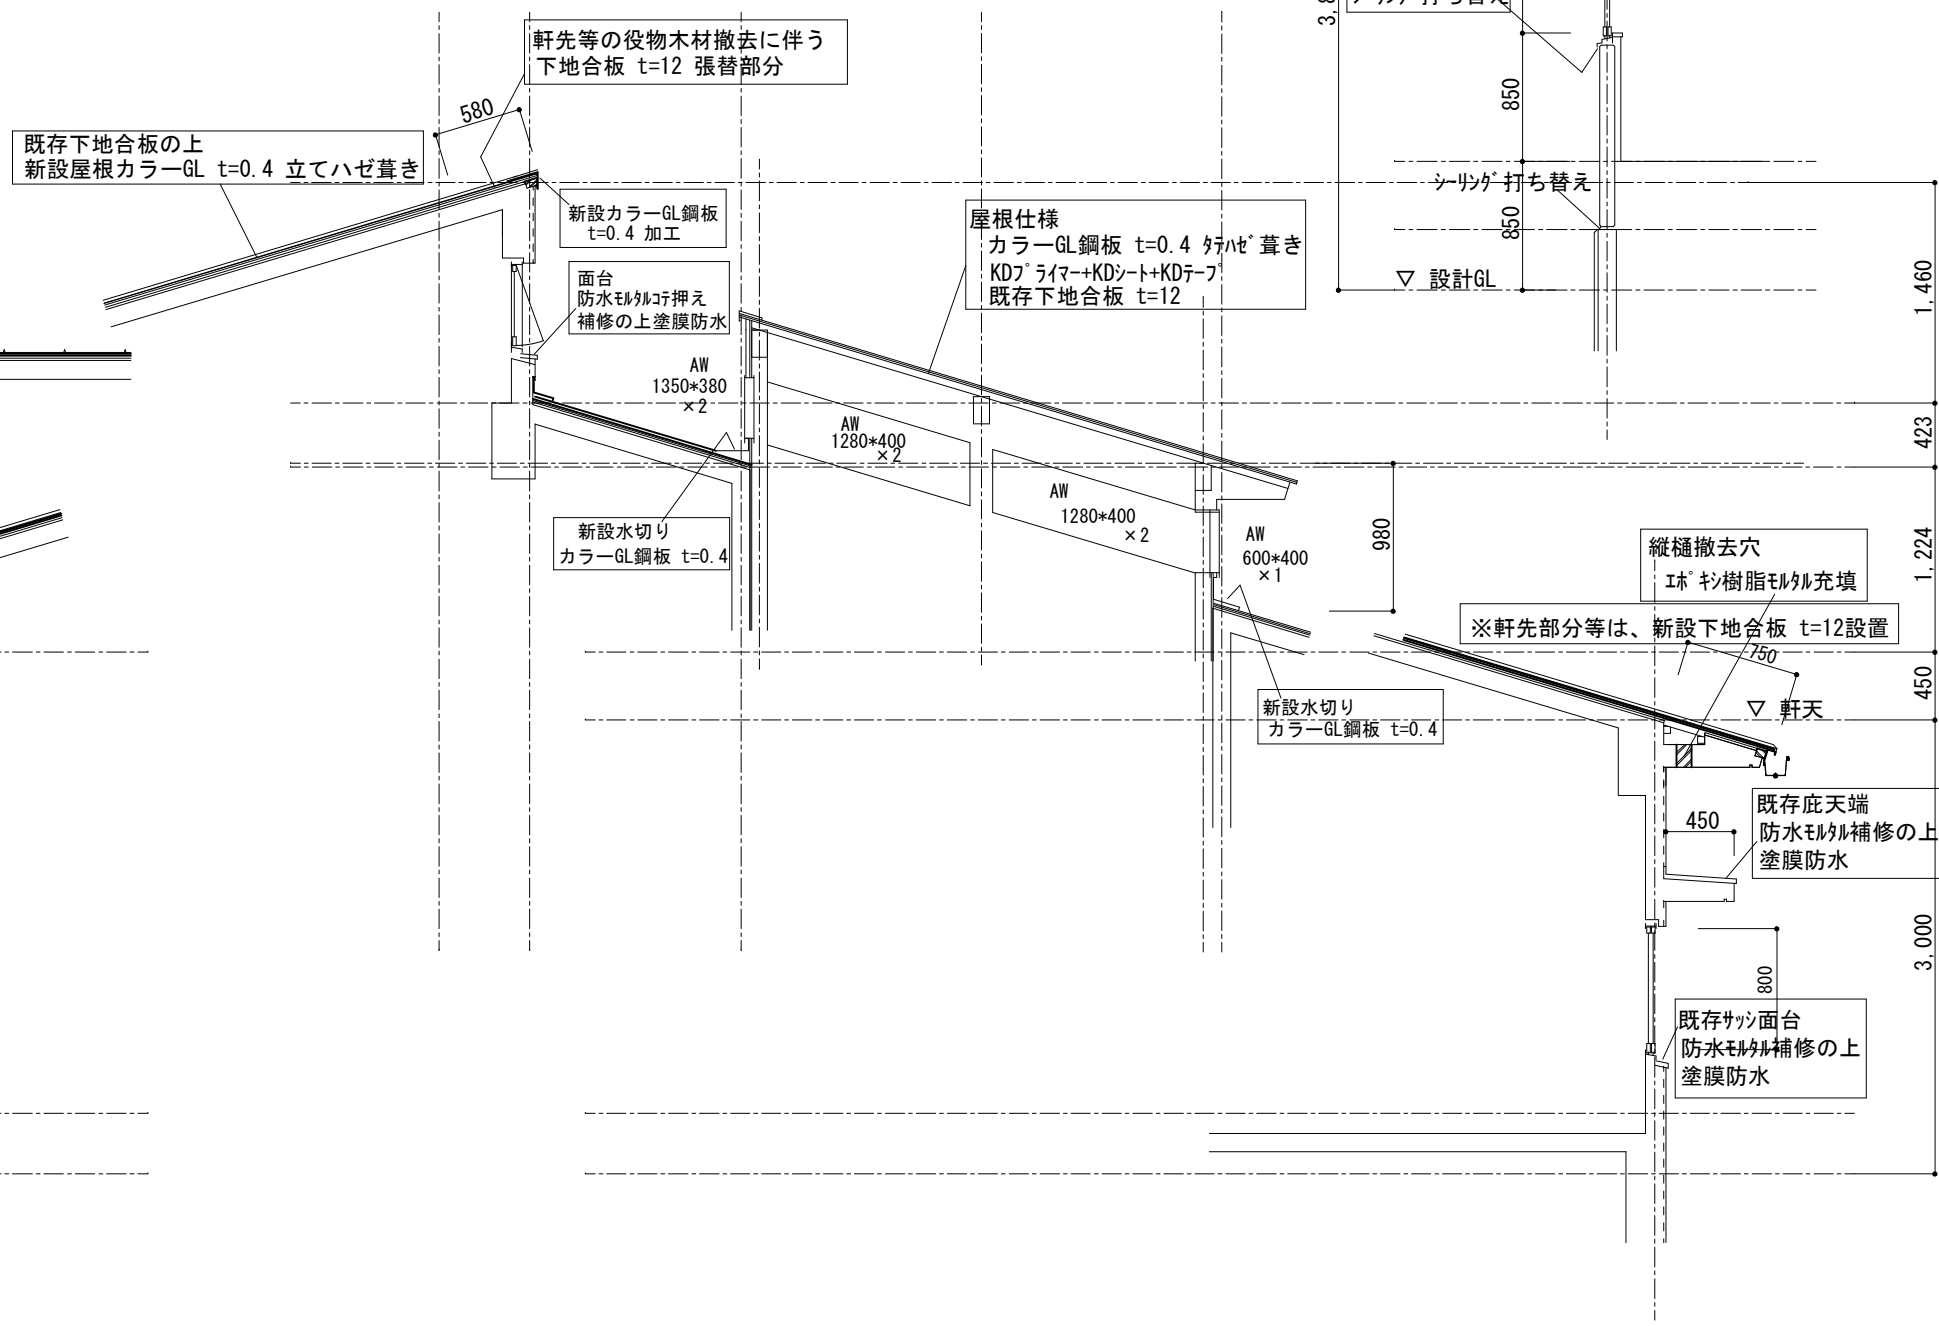 軒先等の役物木材撤去に伴う
下地合板 t=12 張替部分
580
既存下地合板の上
新設屋根カラーGL t=0.4 立てハゼ葺き
新設カラーGL鋼板
t=0.4 加工
面台
防水ﾓﾙﾀﾙｺﾃ押え
補修の上塗膜防水
屋根仕様
カラーGL鋼板 t=0.4 ﾀﾃﾊｾﾞ葺き
KDﾌﾟﾗｲﾏｰ+KDｼｰﾄ+KDﾃｰﾌﾟ
既存下地合板 t=12
850
ｼｰﾘﾝｸﾞ打ち替え
850
▽ 設計GL
1,460
AW
1350*380
×2
AW
1280*400
×2
AW
1280*400
×2
AW
600*400
×1
423
980
1,224
新設水切り
カラーGL鋼板 t=0.4
縦樋撤去穴
ｴﾎﾟｷｼ樹脂ﾓﾙﾀﾙ充填
※軒先部分等は、新設下地合板 t=12設置
750
450
▽ 軒天
新設水切り
カラーGL鋼板 t=0.4
既存庇天端
防水ﾓﾙﾀﾙ補修の上
塗膜防水
450
3,000
800
既存ｻｯｼ面台
防水ﾓﾙﾀﾙ補修の上
塗膜防水